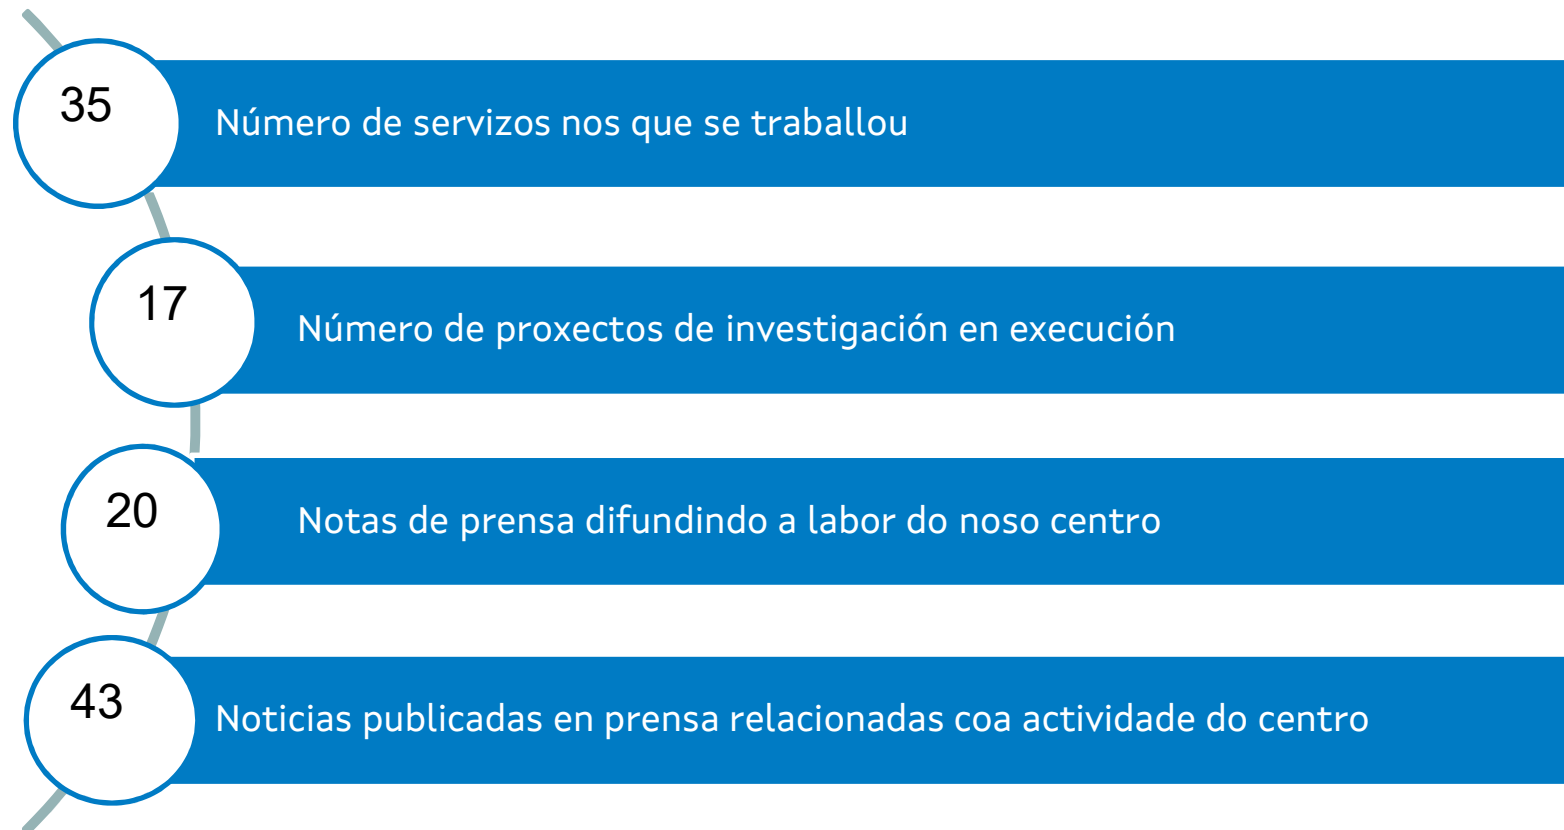 35
Número de servizos nos que se traballou
17
Número de proxectos de investigación en execución
20
Notas de prensa difundindo a labor do noso centro
43
Noticias publicadas en prensa relacionadas coa actividade do centro